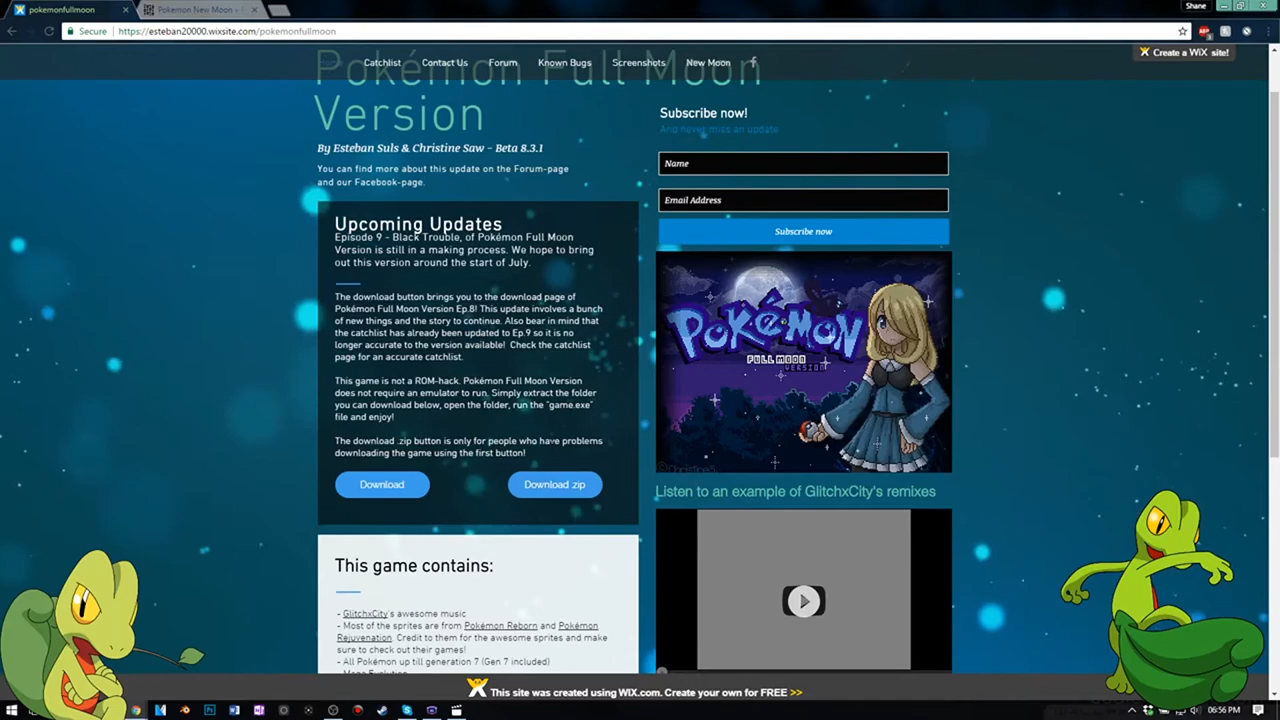 pokemonfullmoon
Pokemon New Moon -
Shane
Secure
https://esteban20000.wixsite.com/pokemonfullmoon
Catchlist
Contact Us
Forum
Known Bugs
Screenshots
New Moon
f
Create a WiX site!
Pokémon Full Moon
Version
By Esteban Suls & Christine Saw - Beta 8.3.1
You can find more about this update on the Forum-page
and our Facebook-page.
Upcoming Updates
Episode 9 - Black Trouble, of Pokémon Full Moon
Version is still in a making process. We hope to bring
out this version around the start of July.
The download button brings you to the download page of
Pokémon Full Moon Version Ep.8! This update involves a bunch
of new things and the story to continue. Also bear in mind that
the catchlist has already been updated to Ep.9 so it is no
longer accurate to the version available! Check the catchlist
page for an accurate catchlist.
This game is not a ROM-hack. Pokémon Full Moon Version
does not require an emulator to run. Simply extract the folder
you can download below, open the folder, run the "game.exe"
file and enjoy!
The download .zip button is only for people who have problems
downloading the game using the first button!
Download
Download .zip
This game contains:
- GlitchxCity's awesome music
- Most of the sprites are from Pokémon Reborn and Pokémon
Rejuvenation. Credit to them for the awesome sprites and make
sure to check out their games!
- All Pokémon up till generation 7 (Gen 7 included)
- Mega Evolution
Subscribe now!
And never miss an update
Name
Email Address
Subscribe now
POKÉMON
FULL MOON
VERSION
©ChristineS
Listen to an example of GlitchxCity's remixes
This site was created using WIX.com. Create your own for FREE >>
06:56 PM